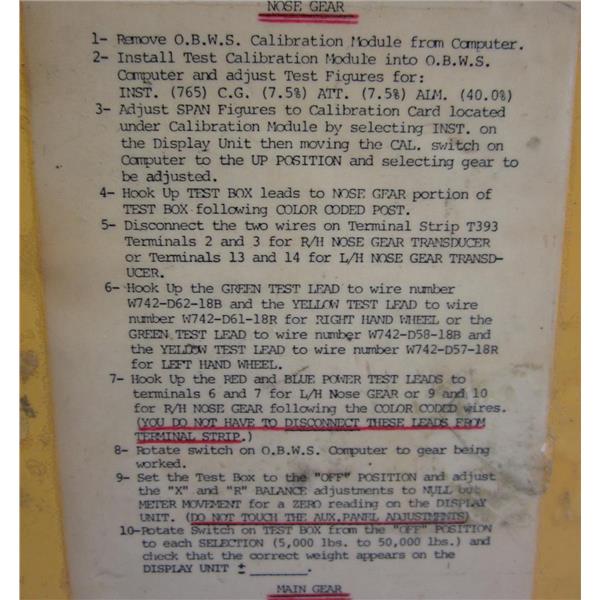 NOSE GEAR
1- Remove O.B.W.S. Calibration Module from Computer.
2- Install Test Calibration Module into O.B.W.S.
Computer and adjust Test Figures for:
INST. (765) C.G. (7.5%) ATT. (7.5%) ALM. (40.0%)
3- Adjust SPAN Figures to Calibration Card located
under Calibration Module by selecting INST. on
the Display Unit then moving the CAL. switch on
Computer to the UP POSITION and selecting gear to
be adjusted.
4- Hook Up TEST BOX leads to NOSE GEAR portion of
TEST BOX following COLOR CODED POST.
5- Disconnect the two wires on Terminal Strip T393
Terminals 2 and 3 for R/H NOSE GEAR TRANSDUCER
or Terminals 13 and 14 for L/H NOSE GEAR TRANSD-
UCER.
6- Hook Up the GREEN TEST LEAD to wire number
W742-D62-18B and the YELLOW TEST LEAD to wire
number W742-D61-18R for RIGHT HAND WHEEL or the
GREEN TEST LEAD to wire number W742-D58-18B and
the YELLOW TEST LEAD to wire number W742-D57-18R
for LEFT HAND WHEEL.
7- Hook Up the RED and BLUE POWER TEST LEADS to
terminals 6 and 7 for L/H Nose GEAR or 9 and 10
for R/H NOSE GEAR following the COLOR CODED wires.
(YOU DO NOT HAVE TO DISCONNECT THESE LEADS FROM
TERMINAL STRIP.)
8- Rotate switch on O.B.W.S. Computer to gear being
worked.
9- Set the Test Box to the "OFF" POSITION and adjust
the "X" and "R" BALANCE adjustments to NULL out
METER MOVEMENT for a ZERO reading on the DISPLAY
UNIT. (DO NOT TOUCH THE AUX.PANEL ADJUSTMENTS)
10-Rotate Switch on TEST BOX from the "OFF" POSITION
to each SELECTION (5,000 lbs. to 50,000 lbs.) and
check that the correct weight appears on the
DISPLAY UNIT ± ________.
MAIN GEAR